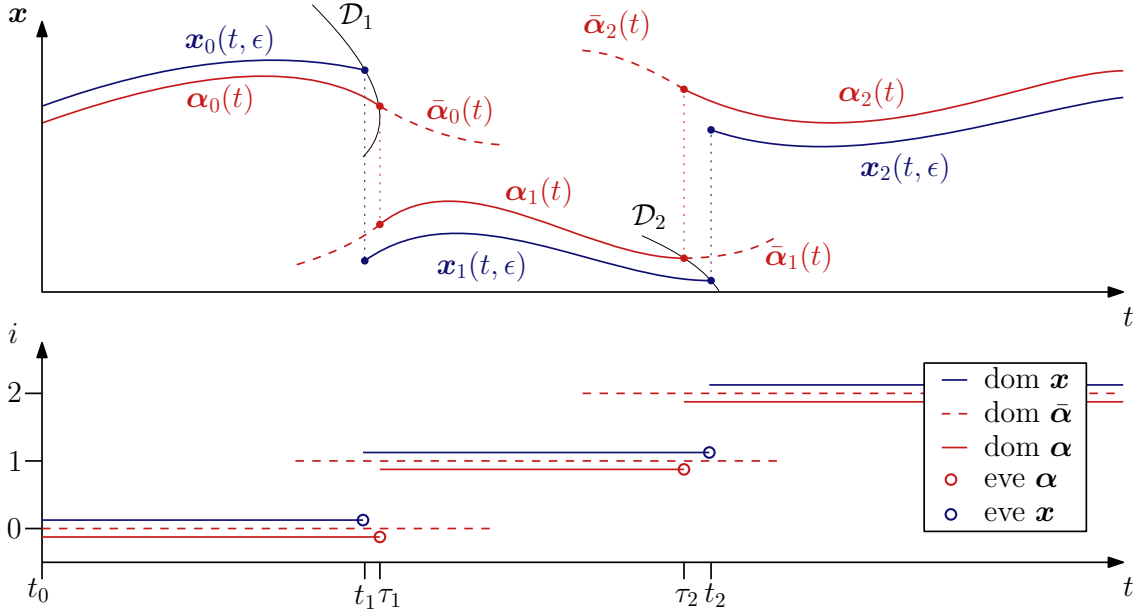 x
𝒟₁
x₀(t, ϵ)
ᾱ₂(t)
α₀(t)
ᾱ₀(t)
α₂(t)
x₂(t, ϵ)
α₁(t)
𝒟₂
x₁(t, ϵ)
ᾱ₁(t)
t
i
dom x
2
dom ᾱ
dom α
1
eve α
eve x
0
t₀
t₁
τ₁
τ₂
t₂
t